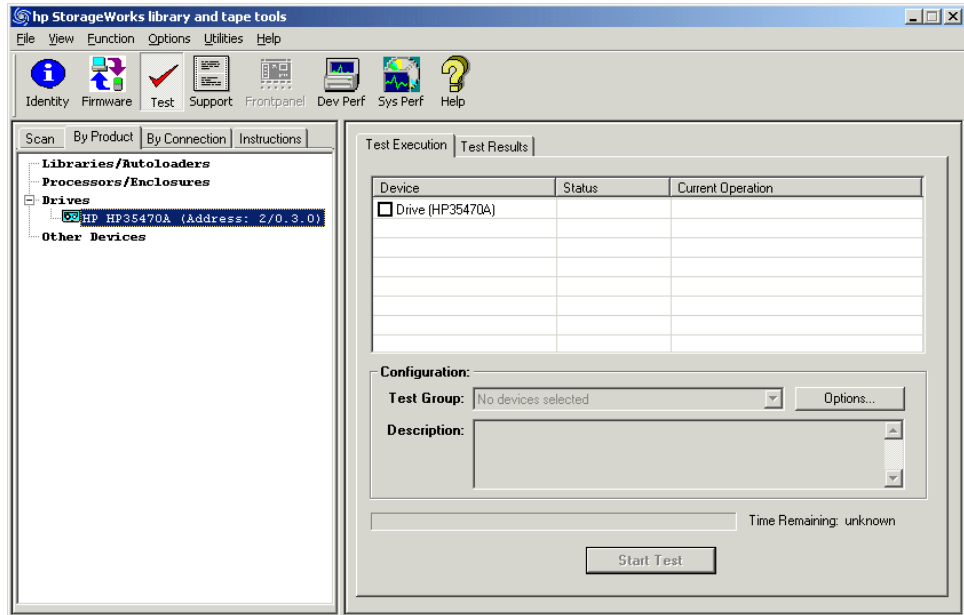 hp StorageWorks library and tape tools
File View Function Options Utilities Help
Identity Firmware Test Support Frontpanel Dev Perf Sys Perf Help
Scan By Product By Connection Instructions
Libraries/Autoloaders
Processors/Enclosures
Drives
HP HP35470A (Address: 2/0.3.0)
Other Devices
Test Execution Test Results
Device Status Current Operation
Drive (HP35470A)
Configuration:
Test Group: No devices selected Options...
Description:
Time Remaining: unknown
Start Test